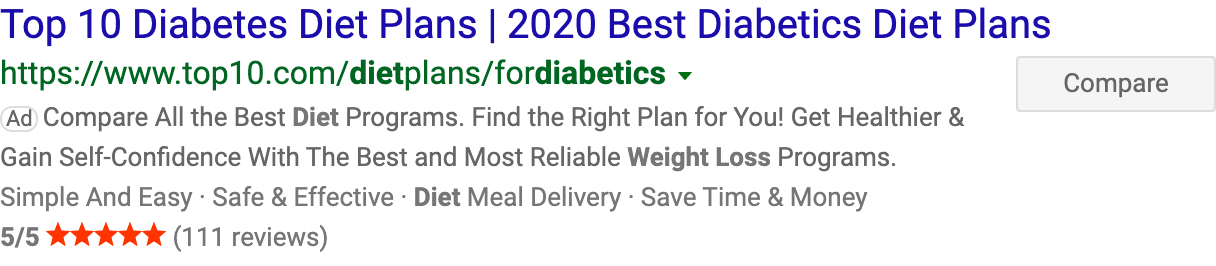 Top 10 Diabetes Diet Plans | 2020 Best Diabetics Diet Plans
https://www.top10.com/dietplans/fordiabetics
Compare
Ad Compare All the Best Diet Programs. Find the Right Plan for You! Get Healthier &
Gain Self-Confidence With The Best and Most Reliable Weight Loss Programs.
Simple And Easy · Safe & Effective · Diet Meal Delivery · Save Time & Money
5/5 ★★★★★ (111 reviews)